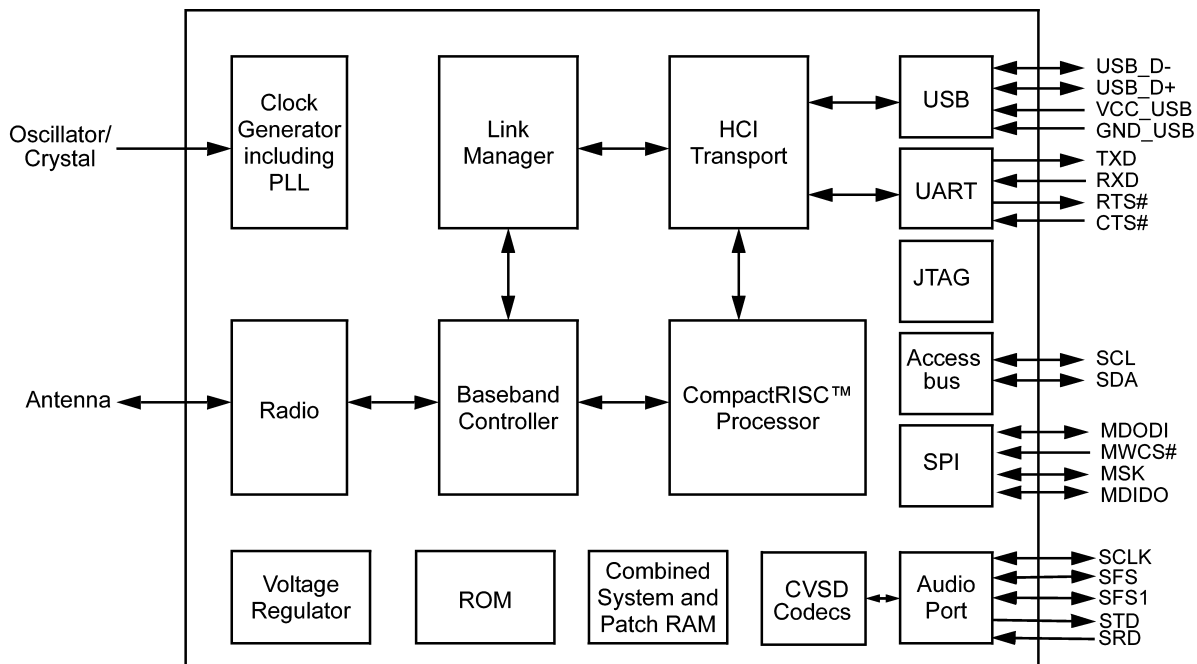 Oscillator/
Crystal
Clock
Generator
including
PLL
Link
Manager
HCI
Transport
USB
USB_D-
USB_D+
VCC_USB
GND_USB
UART
TXD
RXD
RTS#
CTS#
JTAG
Antenna
Radio
Baseband
Controller
CompactRISC™
Processor
Access
bus
SCL
SDA
SPI
MDODI
MWCS#
MSK
MDIDO
Voltage
Regulator
ROM
Combined
System and
Patch RAM
CVSD
Codecs
Audio
Port
SCLK
SFS
SFS1
STD
SRD